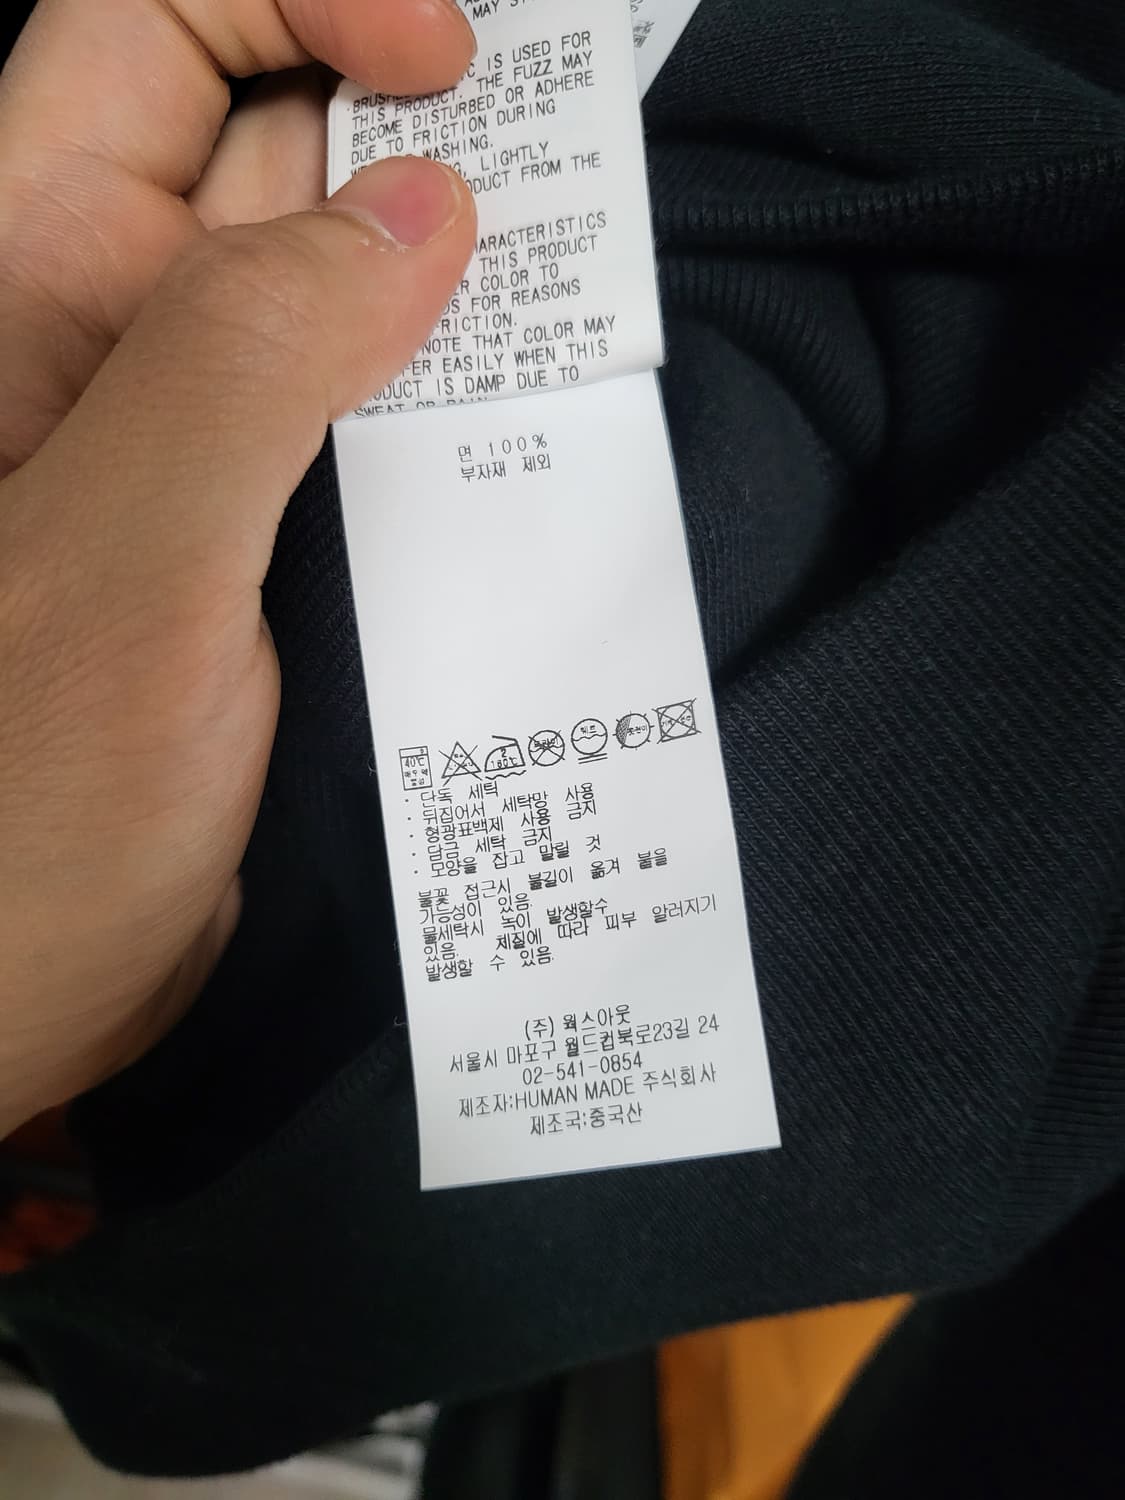 MAY
IS USED FOR
THIS PRODUCT. THE FUZZ MAY
BECOME DISTURBED OR ADHERE
DUE TO FRICTION DURING
WASHING.
LIGHTLY
FROM THE
THIS PRODUCT
COLOR TO
FOR REASONS
NOTE THAT COLOR MAY
EASILY WHEN THIS
IS DAMP DUE TO
면 100%
부자재 제외
40℃
180℃
· 단독 세탁
· 뒤집어서 세탁망 사용
· 형광표백제 사용 금지
· 담금 세탁 금지
· 모양을 잡고 말릴 것
불꽃 접근시 불길이 옮겨 붙을
가능성이 있음.
물세탁시 녹이 발생할수
있음. 체질에 따라 피부 알러지기
발생할 수 있음.
(주) 웍스아웃
서울시 마포구 월드컵북로23길 24
02-541-0854
제조자:HUMAN MADE 주식회사
제조국:중국산